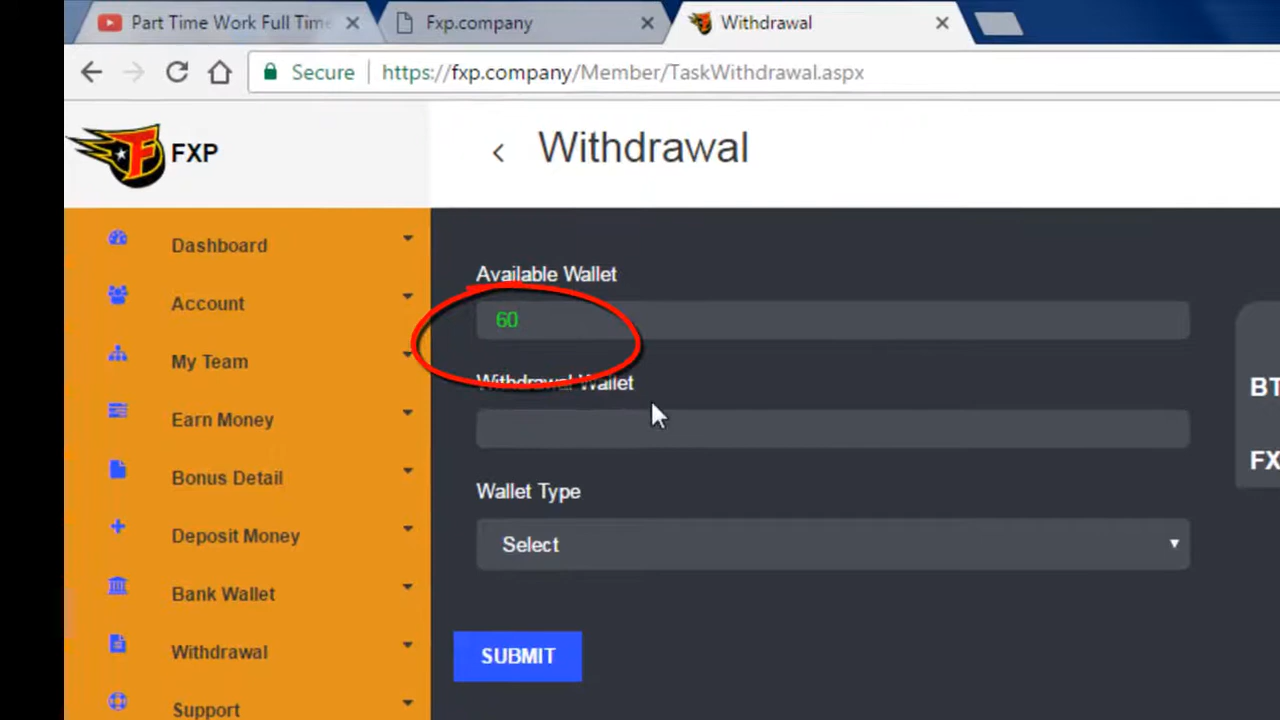 Part Time Work Full Time
Fxp.company
Withdrawal
Secure
https://fxp.company/Member/TaskWithdrawal.aspx
F
FXP
Withdrawal
Dashboard
Account
My Team
Earn Money
Bonus Detail
Deposit Money
Bank Wallet
Withdrawal
Support
Available Wallet
60
Withdrawal Wallet
Wallet Type
Select
SUBMIT
BT
FX